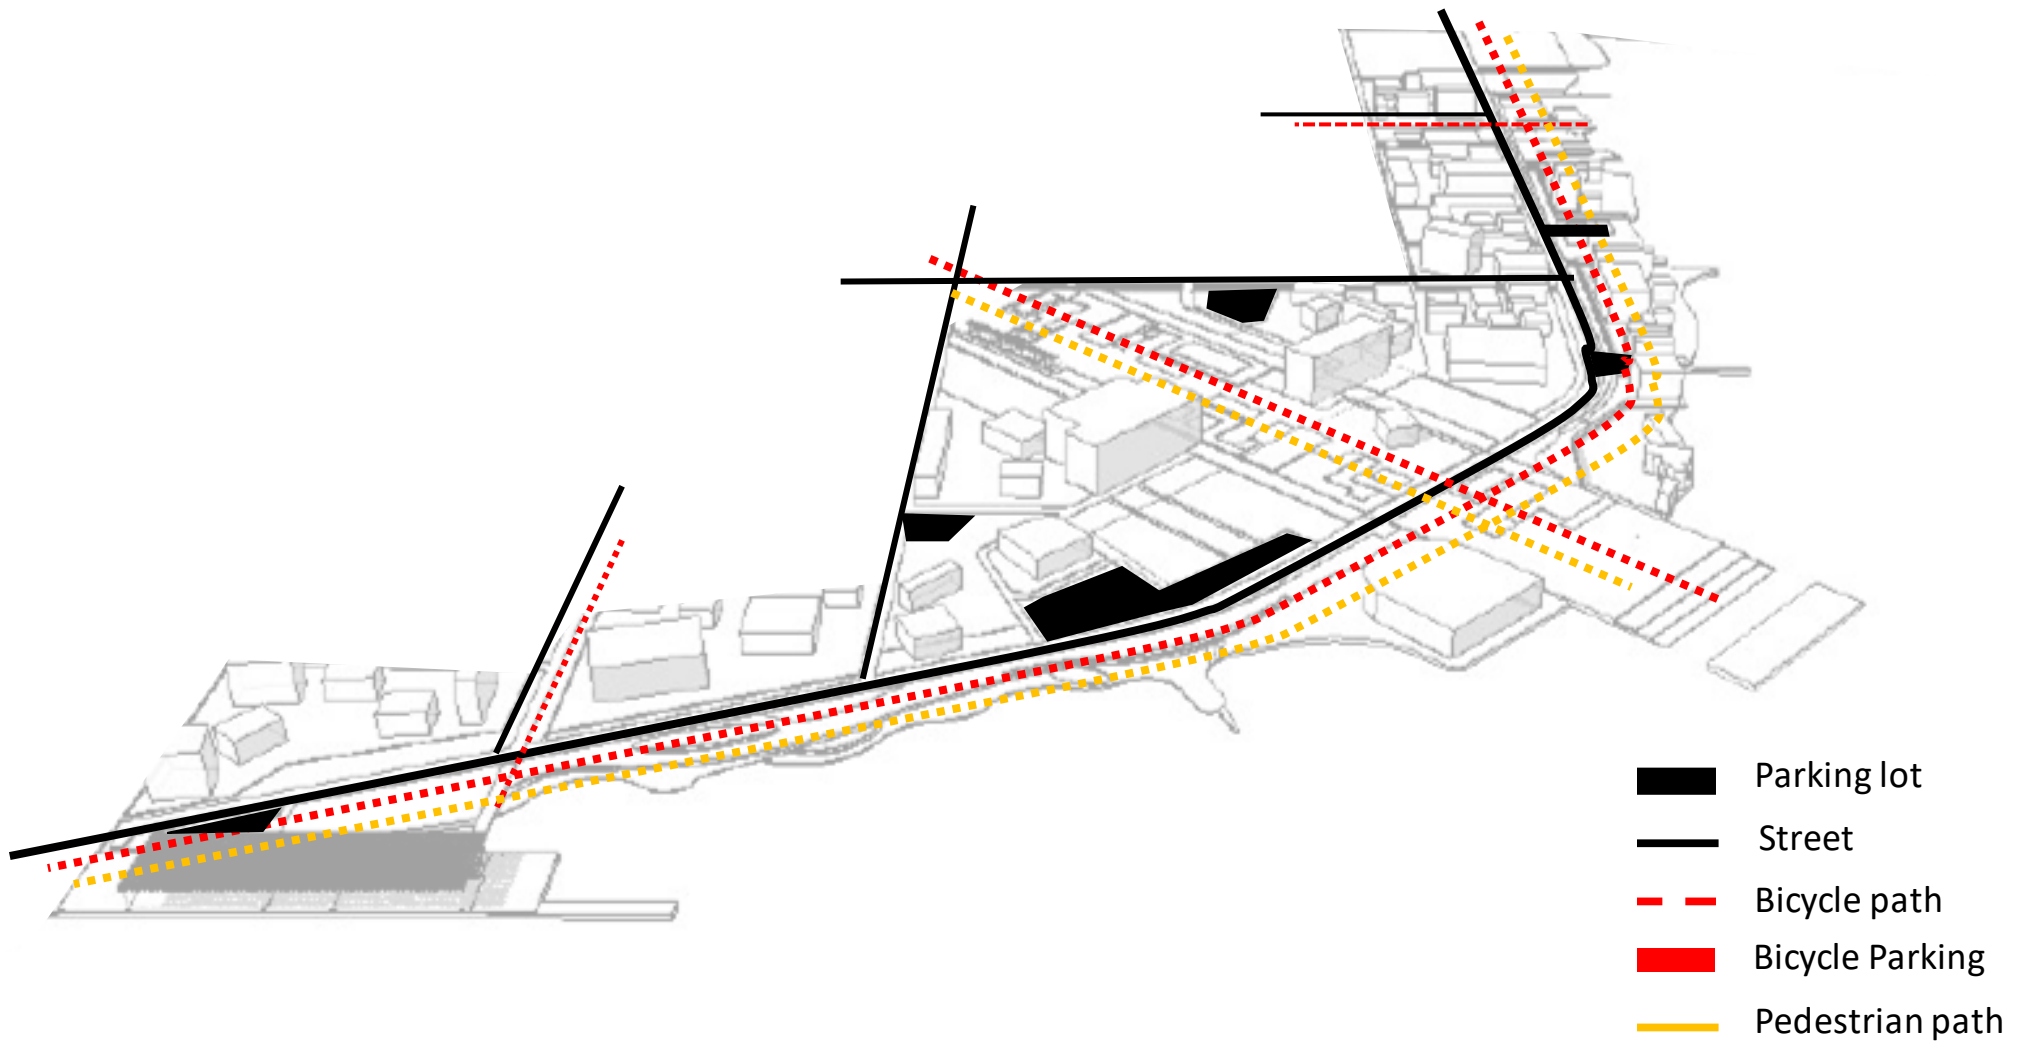 Parking lot
Street
Bicycle path
Bicycle Parking
Pedestrian path